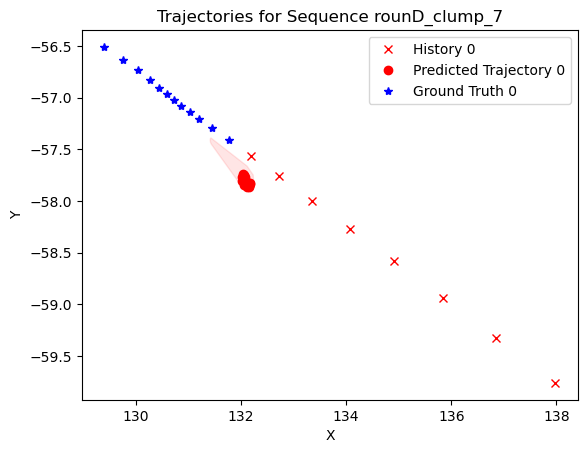 Trajectories for Sequence rounD_clump_7
History 0
Predicted Trajectory 0
Ground Truth 0
−56.5
−57.0
−57.5
−58.0
−58.5
−59.0
−59.5
Y
130
132
134
136
138
X